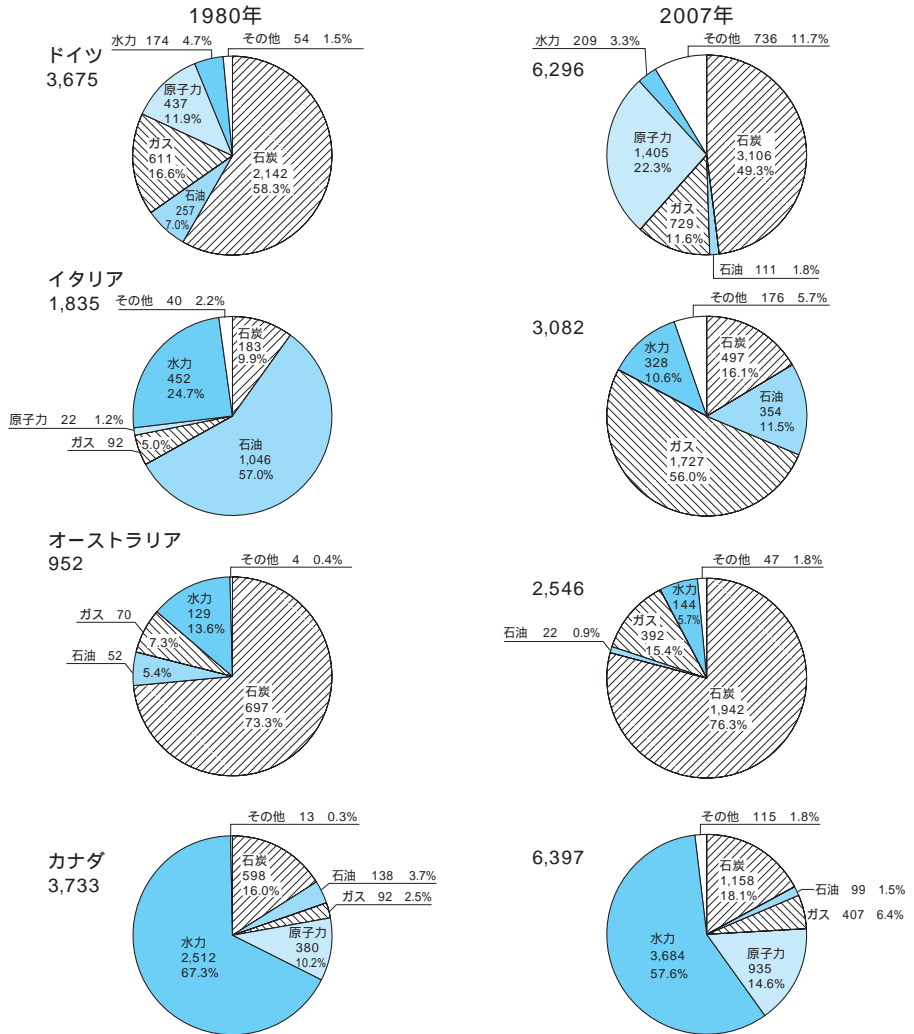 1980年
2007年
ドイツ
3,675
水力 174 4.7%
その他 54 1.5%
原子力
437
11.9%
ガス
611
16.6%
石油
257
7.0%
石炭
2,142
58.3%
6,296
水力 209 3.3%
その他 736 11.7%
原子力
1,405
22.3%
石炭
3,106
49.3%
ガス
729
11.6%
石油 111 1.8%
イタリア
1,835
その他 40 2.2%
石炭
183
9.9%
水力
452
24.7%
原子力 22 1.2%
ガス 92
5.0%
石油
1,046
57.0%
3,082
その他 176 5.7%
水力
328
10.6%
石炭
497
16.1%
石油
354
11.5%
ガス
1,727
56.0%
オーストラリア
952
その他 4 0.4%
水力
129
13.6%
ガス 70
7.3%
石油 52
5.4%
石炭
697
73.3%
2,546
その他 47 1.8%
水力
144
5.7%
ガス
392
15.4%
石油 22 0.9%
石炭
1,942
76.3%
カナダ
3,733
その他 13 0.3%
石炭
598
16.0%
石油 138 3.7%
ガス 92 2.5%
原子力
380
10.2%
水力
2,512
67.3%
6,397
その他 115 1.8%
石炭
1,158
18.1%
石油 99 1.5%
ガス 407 6.4%
水力
3,684
57.6%
原子力
935
14.6%